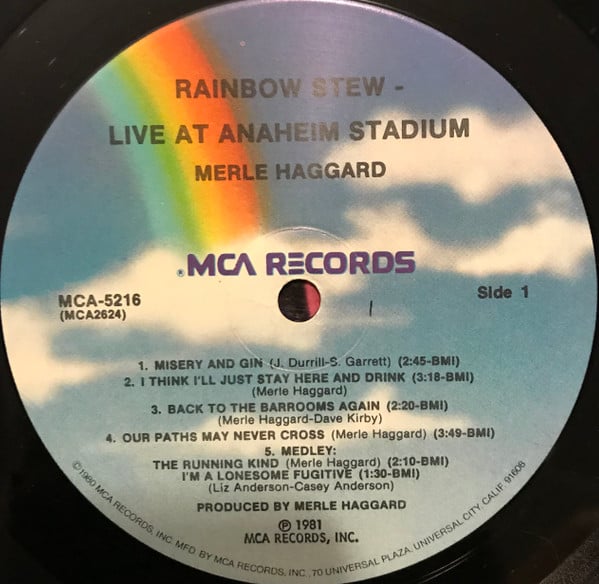 RAINBOW STEW -
LIVE AT ANAHEIM STADIUM
MERLE HAGGARD
®MCA RECORDS
MCA-5216
(MCA2624)
Side 1
1
1. MISERY AND GIN (J. Durrill-S. Garrett) (2:45-BMI)
2. I THINK I'LL JUST STAY HERE AND DRINK (3:18-BMI)
(Merle Haggard)
3. BACK TO THE BARROOMS AGAIN (2:20-BMI)
(Merle Haggard-Dave Kirby)
4. OUR PATHS MAY NEVER CROSS (Merle Haggard) (3:49-BMI)
5. MEDLEY:
THE RUNNING KIND (Merle Haggard) (2:10-BMI)
I'M A LONESOME FUGITIVE (1:30-BMI)
(Liz Anderson-Casey Anderson)
PRODUCED BY MERLE HAGGARD
℗ 1981
MCA RECORDS, INC.
©1980 MCA RECORDS, INC. MFD. BY MCA RECORDS, INC., 70 UNIVERSAL PLAZA, UNIVERSAL CITY, CALIF. 91608